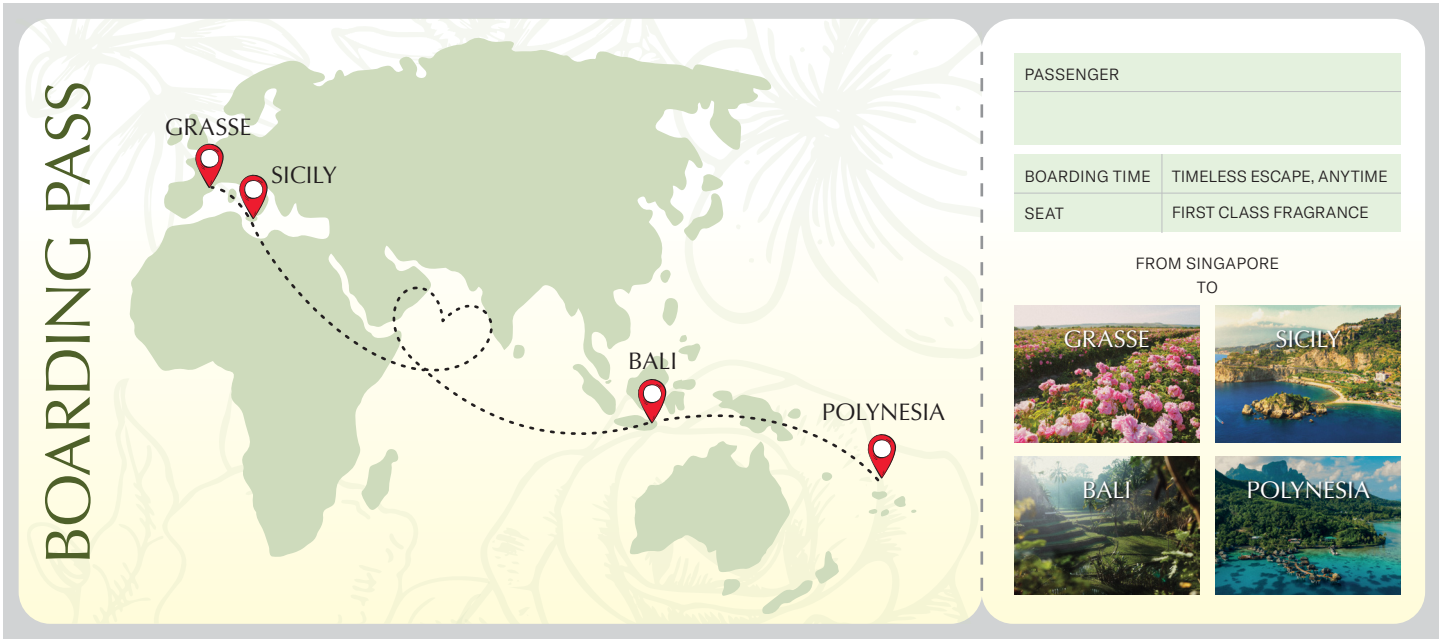 BOARDING PASS
GRASSE
SICILY
BALI
POLYNESIA
PASSENGER
BOARDING TIME
TIMELESS ESCAPE, ANYTIME
SEAT
FIRST CLASS FRAGRANCE
FROM SINGAPORE
TO
GRASSE
SICILY
BALI
POLYNESIA